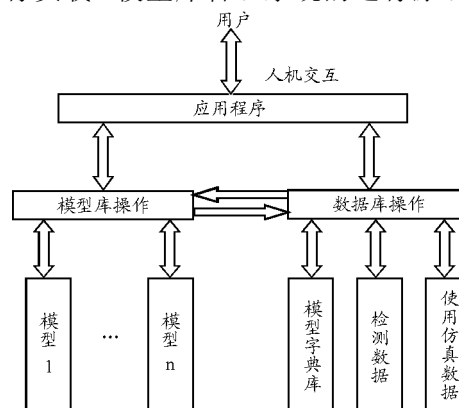 用户
人机交互
应用程序
模型库操作
数据库操作
模型1
...
模型n
模型字典库
检测数据
使用仿真数据